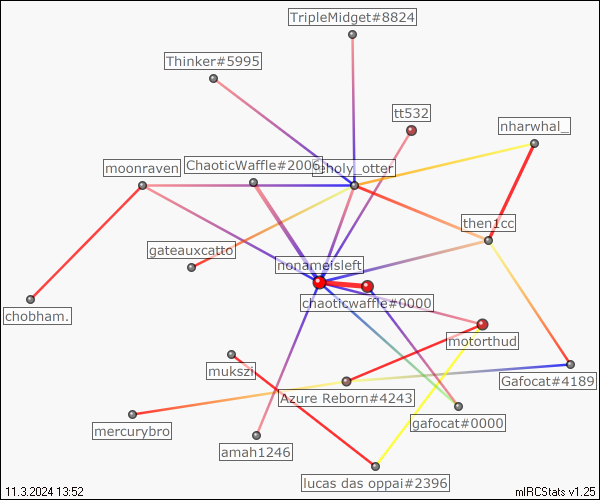 TripleMidget#8824
Thinker#5995
tt532
nharwhal_
moonraven
ChaoticWaffle#2006
holy_otter
then1cc
gateauxcatto
nonameisleft
chaoticwaffle#0000
chobham.
motorthud
mukszi
Gafocat#4189
Azure Reborn#4243
gafocat#0000
mercurybro
amah1246
lucas das oppai#2396
11.3.2024 13:52
mIRCStats v1.25